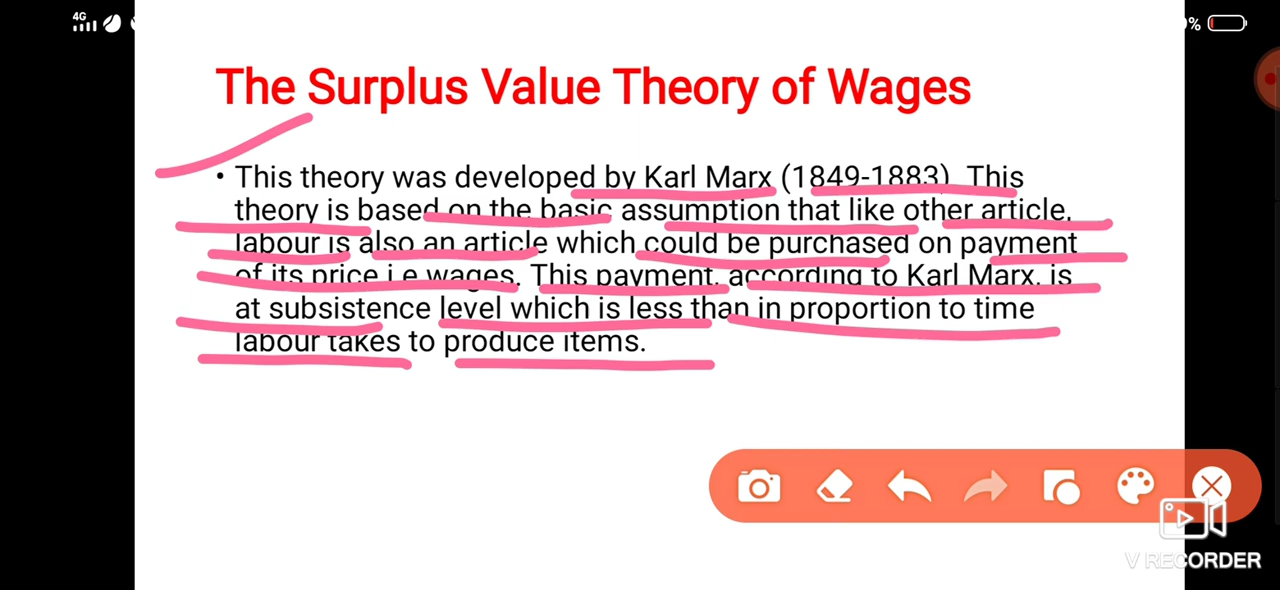 4G
%
The Surplus Value Theory of Wages
• This theory was developed by Karl Marx (1849-1883). This
theory is based on the basic assumption that like other article,
labour is also an article which could be purchased on payment
of its price i.e wages. This payment, according to Karl Marx, is
at subsistence level which is less than in proportion to time
labour takes to produce items.
V RECORDER